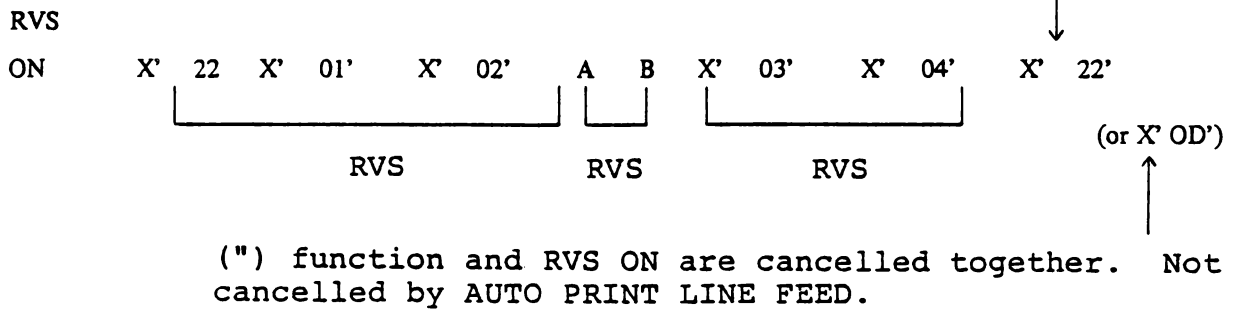 RVS
ON X' 22 X' 01' X' 02' A B X' 03' X' 04' X' 22'
(or X' OD')
RVS RVS RVS
(") function and RVS ON are cancelled together. Not
cancelled by AUTO PRINT LINE FEED.